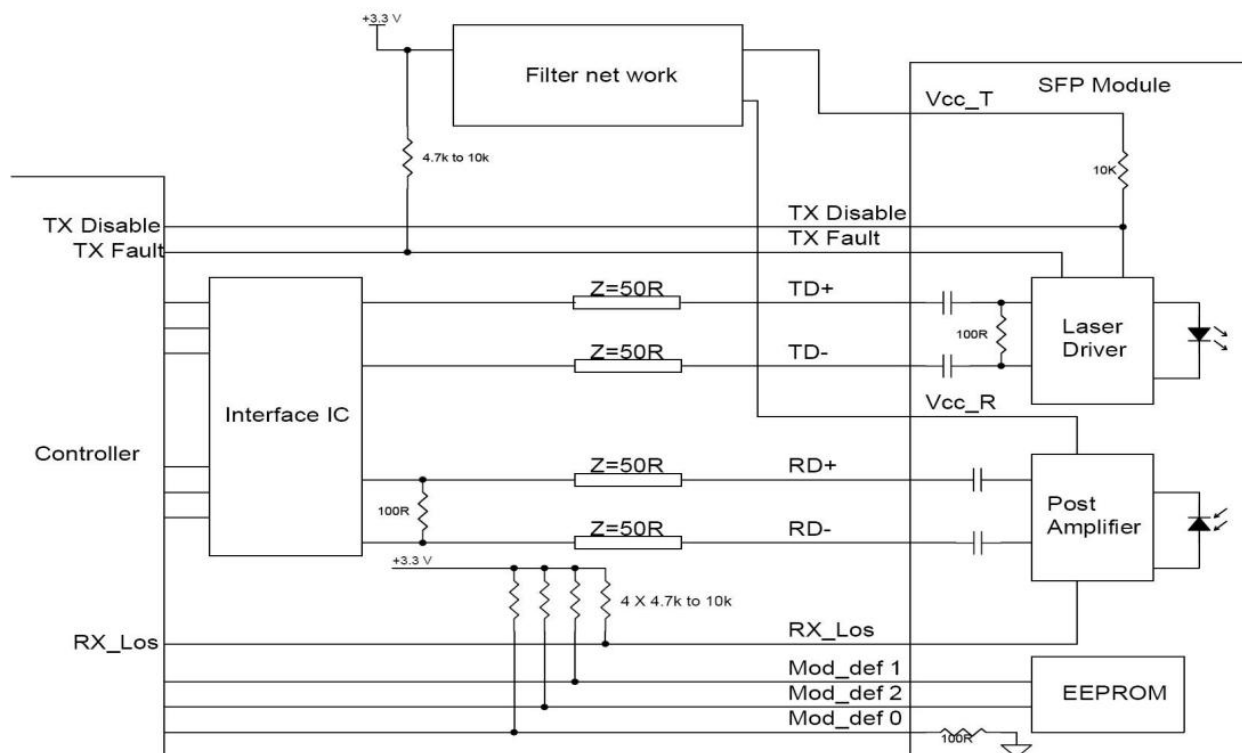 +3.3 V
Filter net work
SFP Module
Vcc_T
4.7k to 10k
10K
TX Disable
TX Disable
TX Fault
TX Fault
Z=50R
TD+
100R
Laser
Driver
Z=50R
TD-
Interface IC
Vcc_R
Controller
Z=50R
RD+
100R
Post
Amplifier
Z=50R
RD-
+3.3 V
4 X 4.7k to 10k
RX_Los
RX_Los
Mod_def 1
EEPROM
Mod_def 2
Mod_def 0
100R